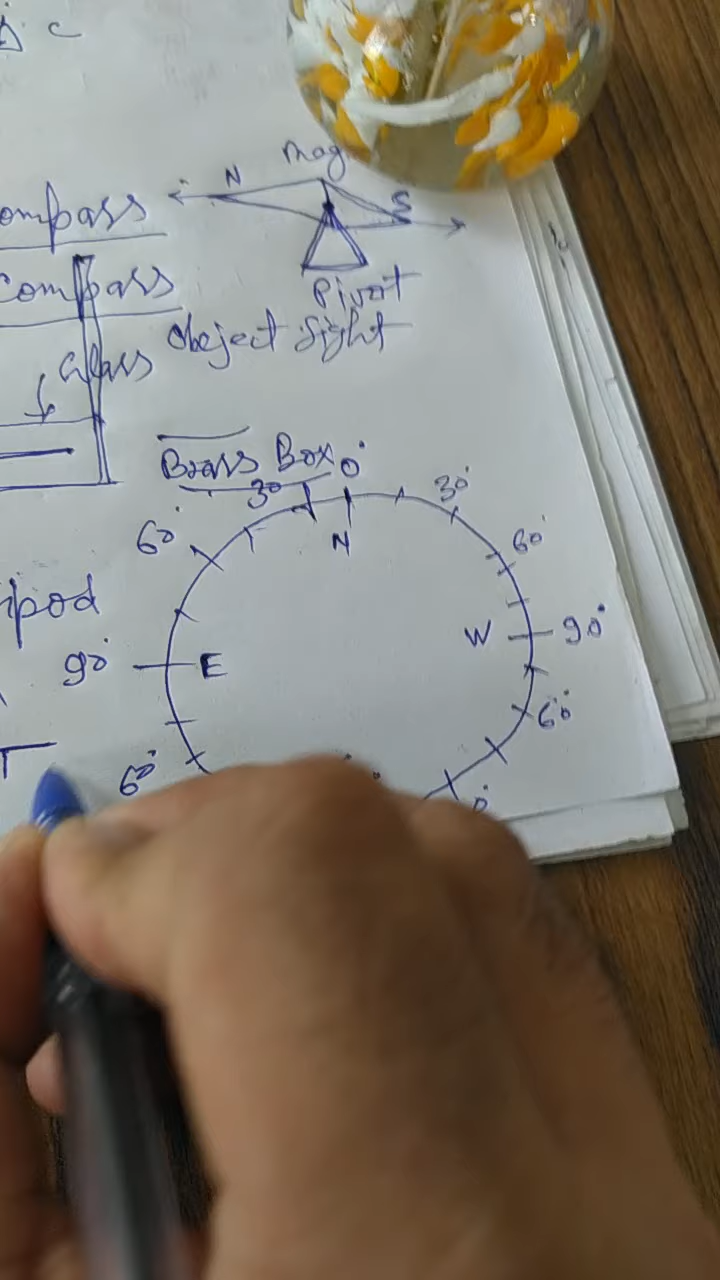 Δ C
Mag
N
S
ompass
Pivot
Compass
Object Sight
Glass
Brass Box
0°
30
30°
N
60°
60°
ipod
W
90°
90°
E
60°
60°
T